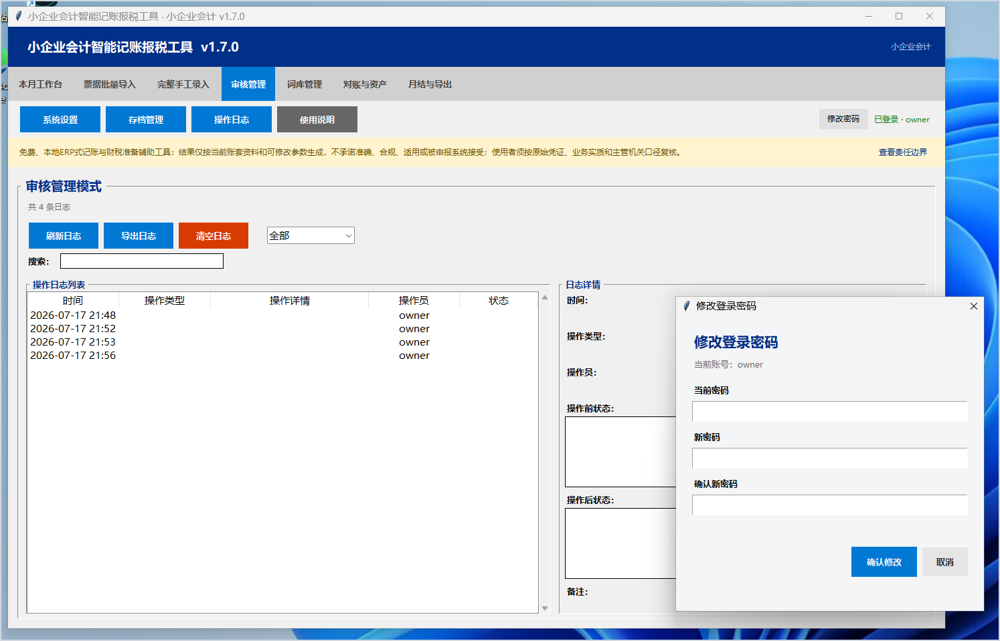 小企业会计智能记账报税工具 · 小企业会计 v1.7.0
小企业会计智能记账报税工具 v1.7.0
小企业会计
本月工作台
票据批量导入
完整手工录入
审核管理
词库管理
对账与资产
月结与导出
系统设置
存档管理
操作日志
使用说明
修改密码
已登录 · owner
免费、本地ERP式记账与财税准备辅助工具：结果仅按当前账套资料和可修改参数生成，不承诺准确、合规、适用或被申报系统接受；使用者须按原始凭证、业务实质和主管机关口径复核。
查看责任边界
审核管理模式
共 4 条日志
刷新日志
导出日志
清空日志
全部
搜索：
操作日志列表
时间 操作类型 操作详情 操作员 状态
2026-07-17 21:48 owner
2026-07-17 21:52 owner
2026-07-17 21:53 owner
2026-07-17 21:56 owner
日志详情
时间：
操作类型：
操作员：
操作前状态：
操作后状态：
备注：
修改登录密码
修改登录密码
当前账号：owner
当前密码
新密码
确认新密码
确认修改
取消